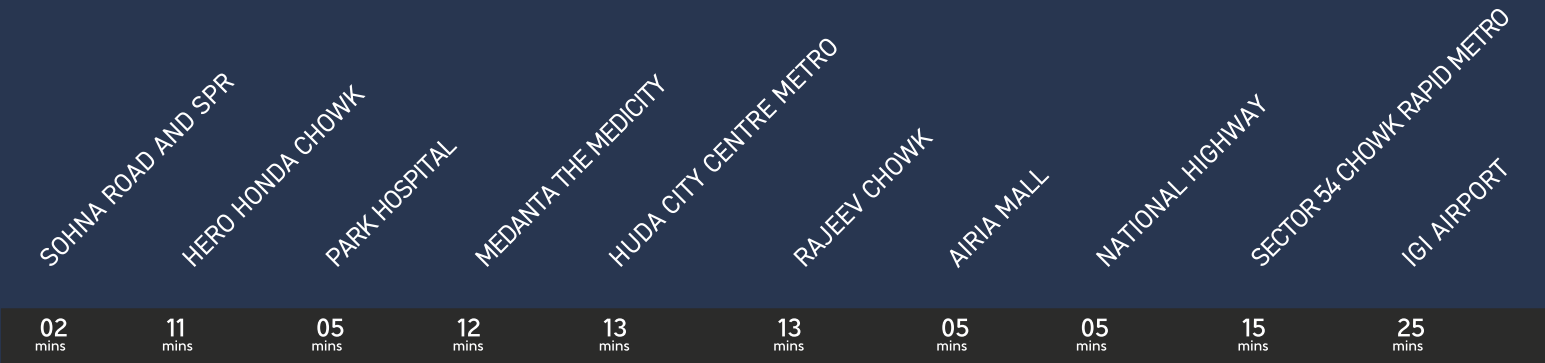 SOHNA ROAD AND SPR
HERO HONDA CHOWK
PARK HOSPITAL
MEDANTA THE MEDICITY
HUDA CITY CENTRE METRO
RAJEEV CHOWK
AIRIA MALL
NATIONAL HIGHWAY
SECTOR 54 CHOWK RAPID METRO
IGI AIRPORT
02 11 05 12 13 13 05 05 15 25
mins mins mins mins mins mins mins mins mins mins